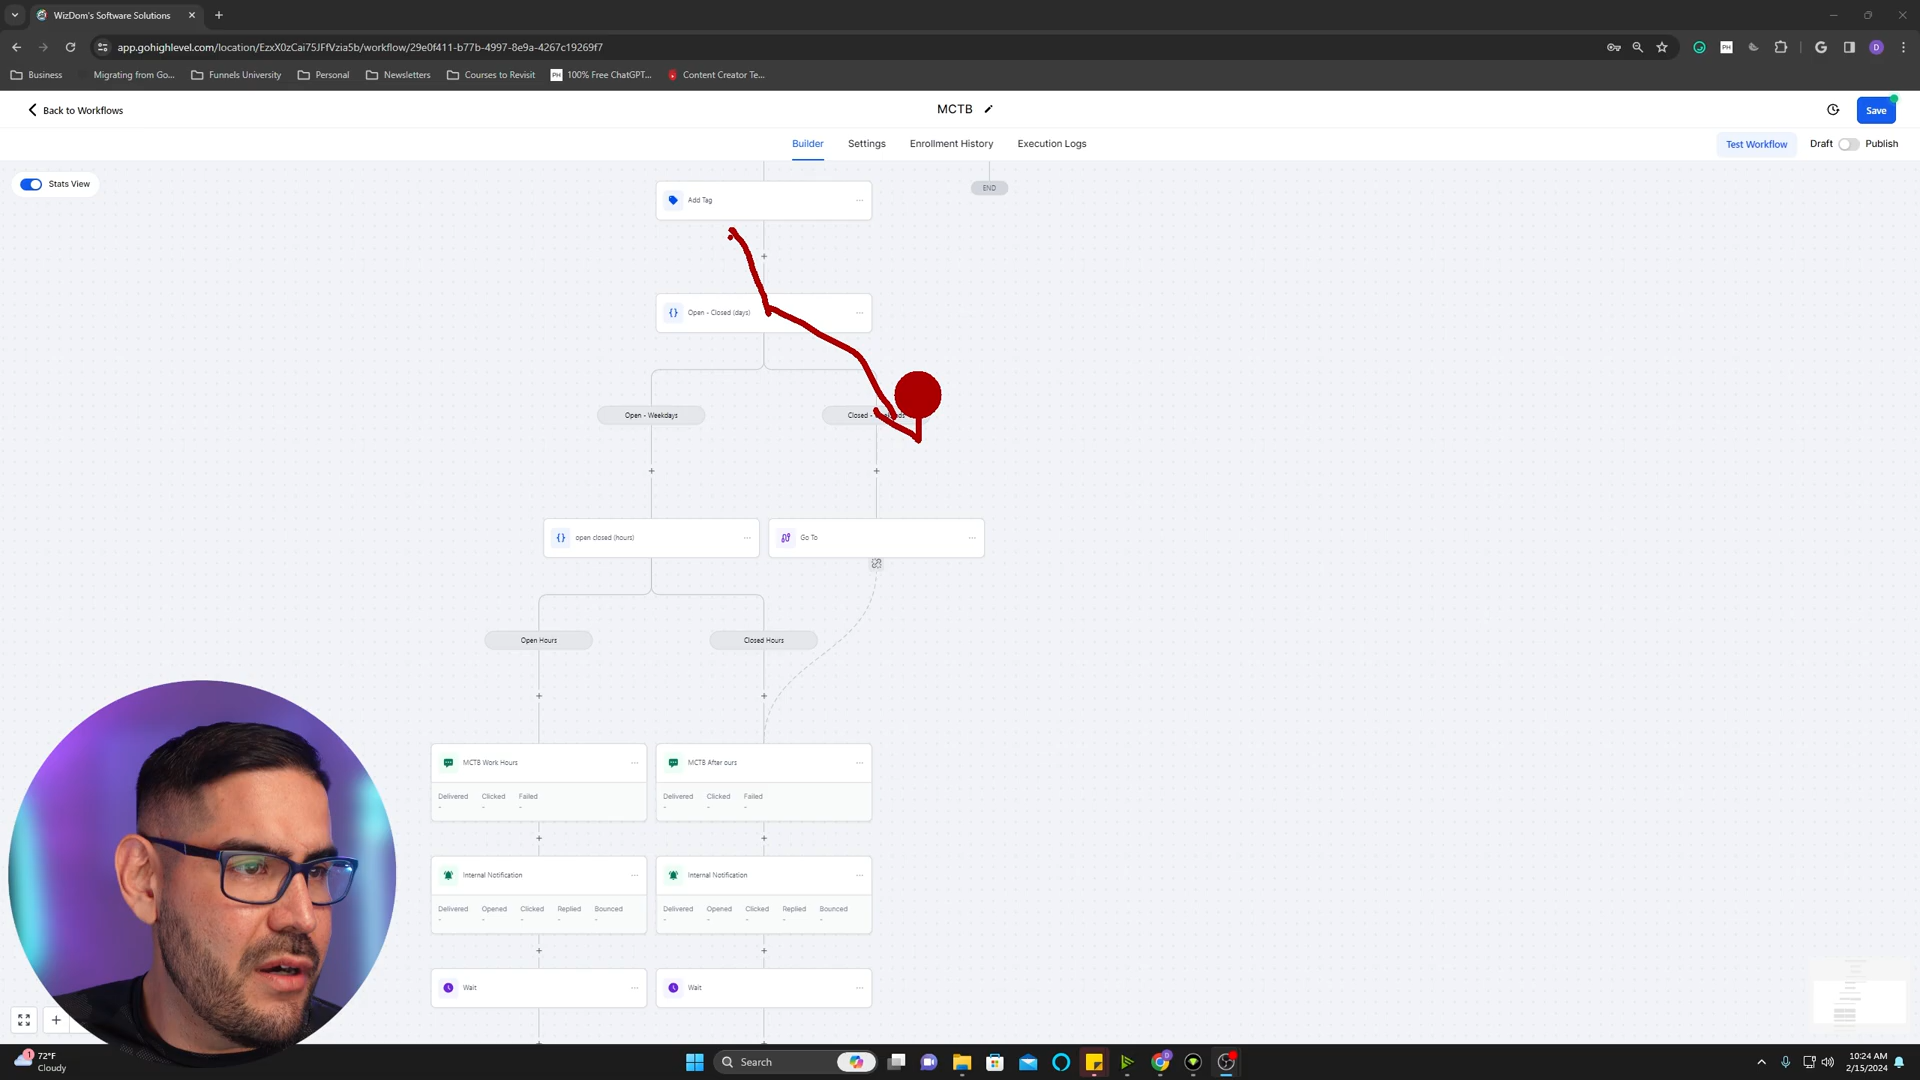 WizDom's Software Solutions
app.gohighlevel.com/location/EzxX0zCai75JFfVzia5b/workflow/29e0f411-b77b-4997-8e9a-4267c19269f7
Business
Migrating from Go...
Funnels University
Personal
Newsletters
Courses to Revisit
PH
100% Free ChatGPT...
Content Creator Te...
PH
G
D
Back to Workflows
MCTB
Save
Builder
Settings
Enrollment History
Execution Logs
Test Workflow
Draft
Publish
Stats View
Add Tag
END
Open - Closed (days)
Open - Weekdays
Closed -
open closed (hours)
Go To
Open Hours
Closed Hours
MCTB Work Hours
MCTB After ours
Delivered Clicked Failed
Delivered Clicked Failed
Internal Notification
Internal Notification
Delivered Opened Clicked Replied Bounced
Delivered Opened Clicked Replied Bounced
Wait
Wait
1
72°F
Cloudy
Search
10:24 AM
2/15/2024